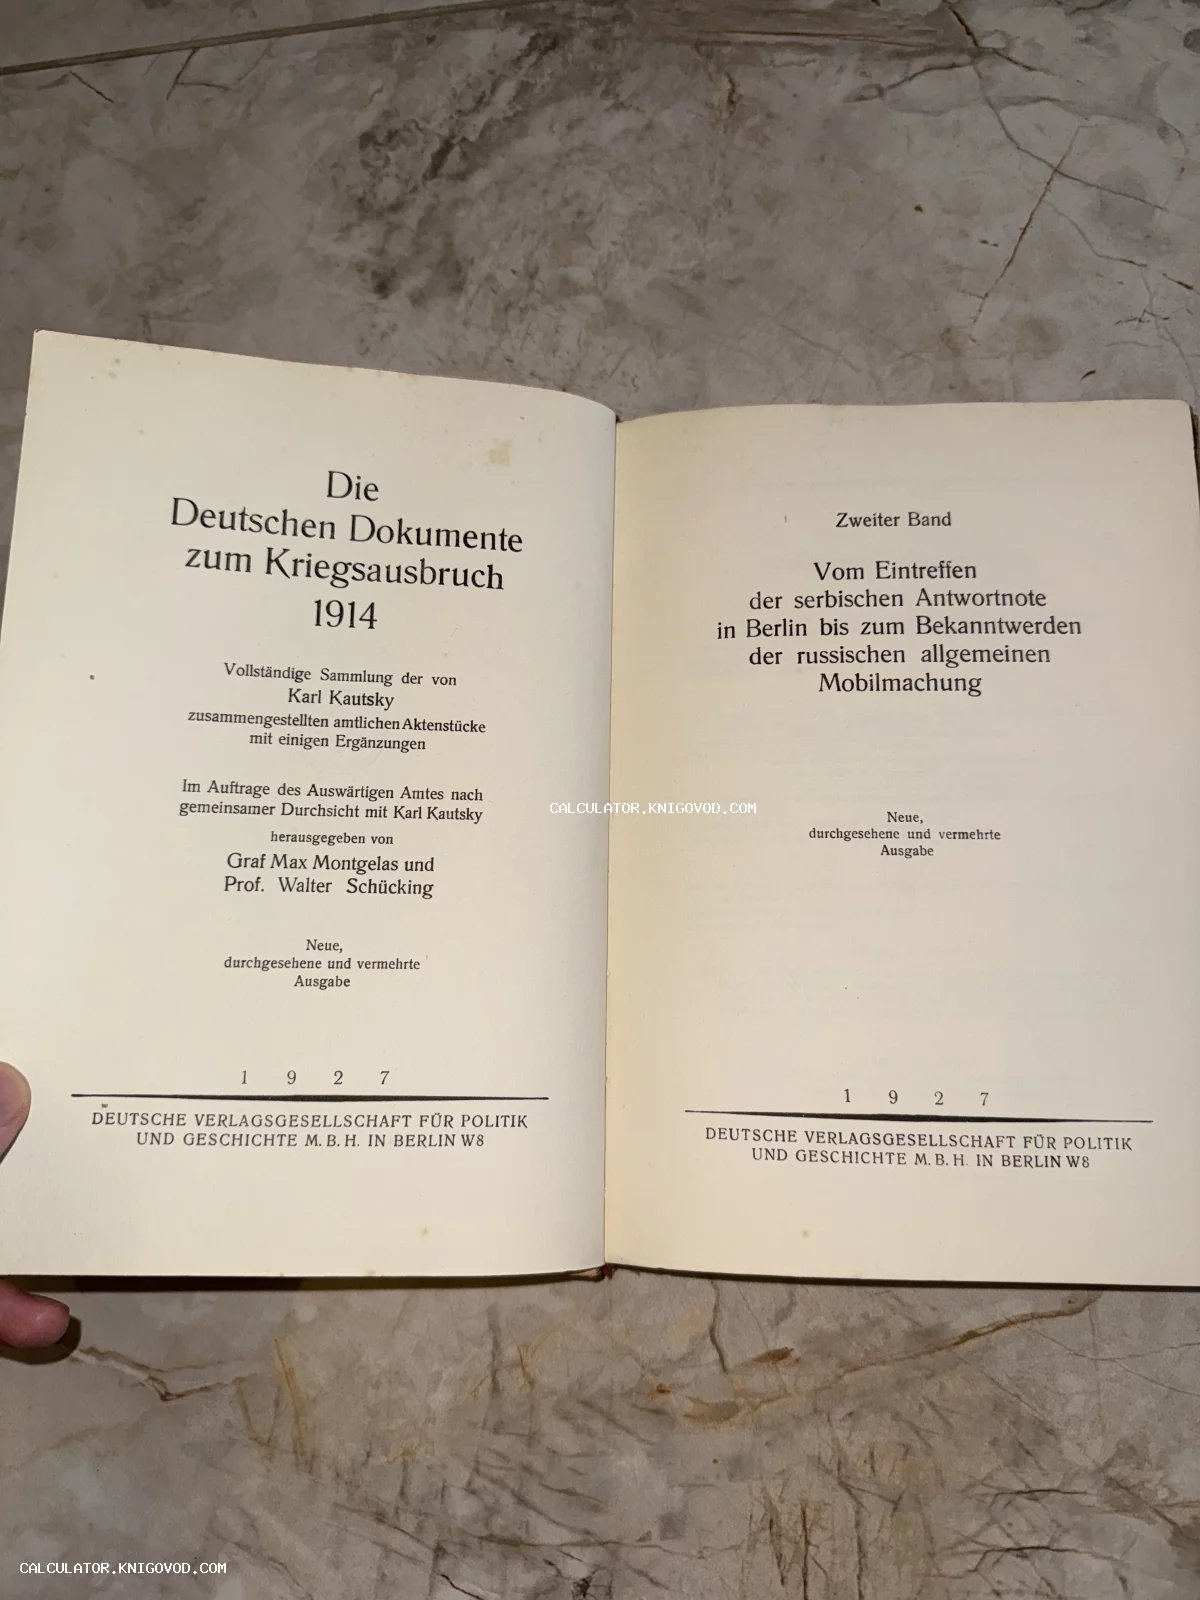 Die
Deutschen Dokumente
zum Kriegsausbruch
1914
Vollständige Sammlung der von
Karl Kautsky
zusammengestellten amtlichen Aktenstücke
mit einigen Ergänzungen
Im Auftrage des Auswärtigen Amtes nach
gemeinsamer Durchsicht mit Karl Kautsky
herausgegeben von
Graf Max Montgelas und
Prof. Walter Schücking
Neue,
durchgesehene und vermehrte
Ausgabe
1 9 2 7
DEUTSCHE VERLAGSGESELLSCHAFT FÜR POLITIK
UND GESCHICHTE M. B. H. IN BERLIN W8
Zweiter Band
Vom Eintreffen
der serbischen Antwortnote
in Berlin bis zum Bekanntwerden
der russischen allgemeinen
Mobilmachung
CALCULATOR.KNIGOVOD.COM
Neue,
durchgesehene und vermehrte
Ausgabe
1 9 2 7
DEUTSCHE VERLAGSGESELLSCHAFT FÜR POLITIK
UND GESCHICHTE M. B. H. IN BERLIN W8
CALCULATOR.KNIGOVOD.COM